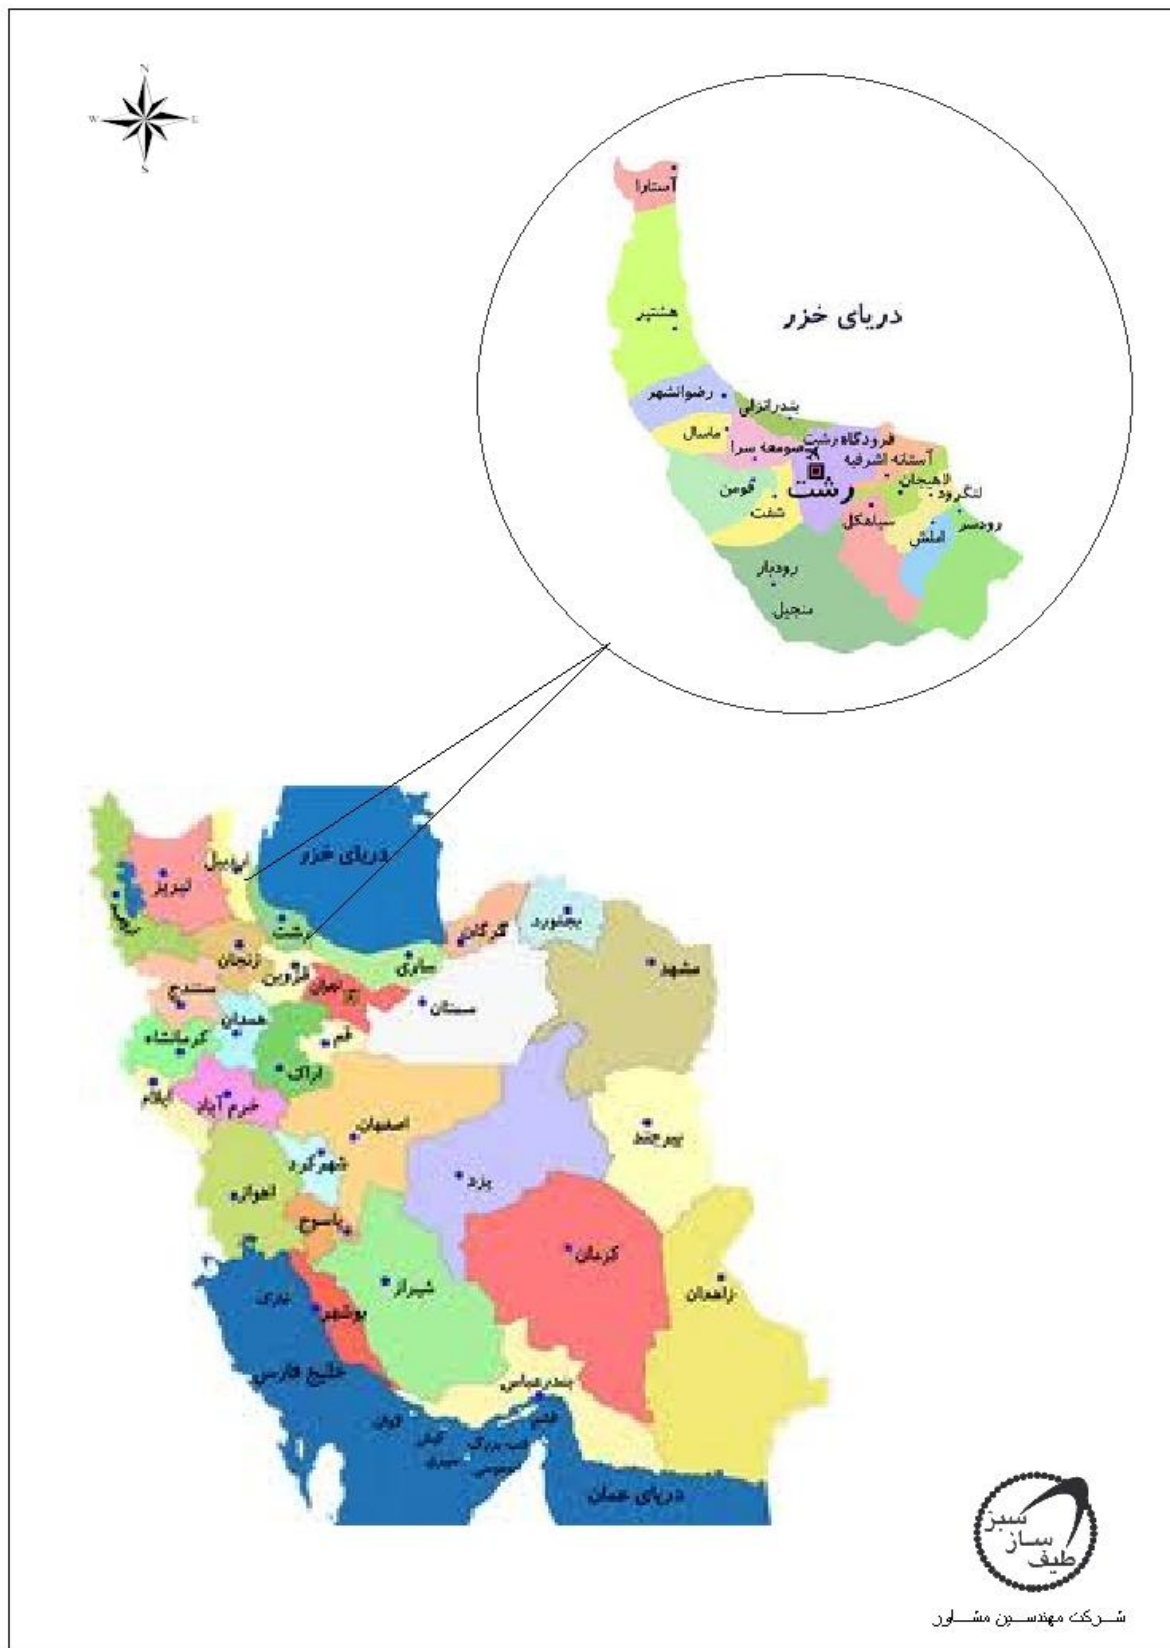 N
W
E
S
آستارا
هشتپر
دریای خزر
رضوانشهر
بندرانزلی
ماسال
صومعه سرا
فرودگاه رشت
آستانه اشرفیه
لاهیجان
لنگرود
فومن
رشت
شفت
سیاهکل
املش
رودسر
رودبار
منجیل
دریای خزر
اردبیل
تبریز
رشت
گرگان
بجنورد
مشهد
زنجان
قزوین
تهران
ساری
سمنان
سنندج
همدان
کرمانشاه
قم
اراک
ایلام
خرم آباد
اصفهان
شهرکرد
بیرجند
یزد
اهواز
یاسوج
کرمان
شیراز
زاهدان
بوشهر
خلیج فارس
بندرعباس
دریای عمان
سبز
ساز
طیف
شرکت مهندسین مشاور